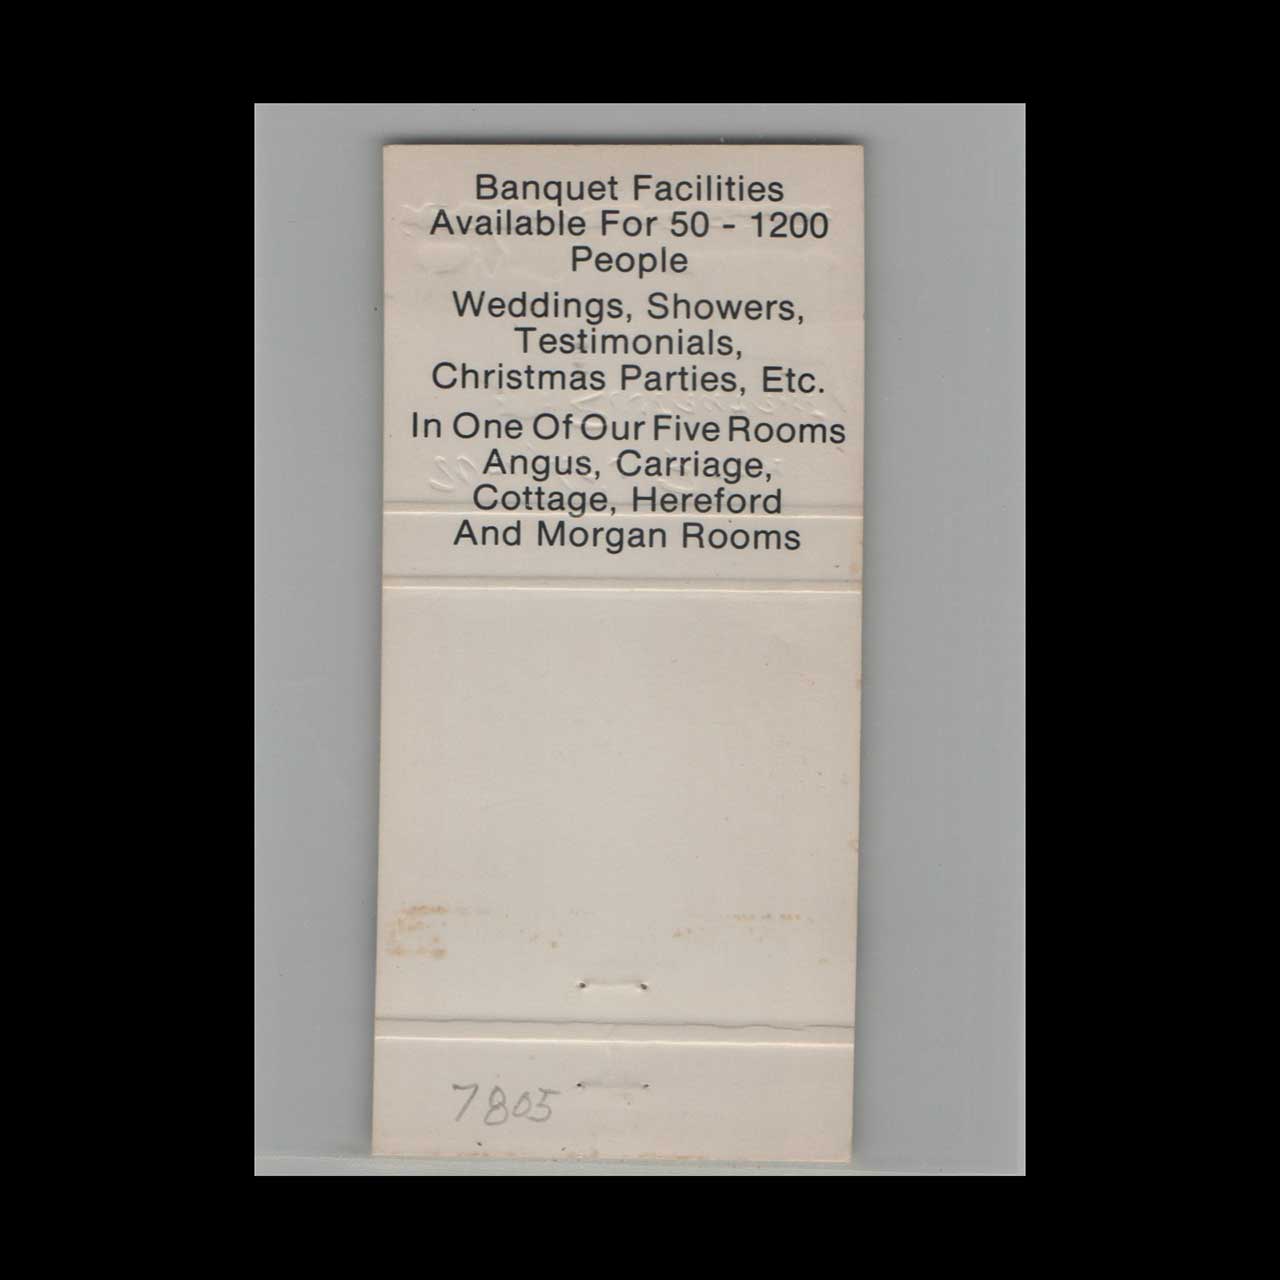 Banquet Facilities
Available For 50 - 1200
People
Weddings, Showers,
Testimonials,
Christmas Parties, Etc.
In One Of Our Five Rooms
Angus, Carriage,
Cottage, Hereford
And Morgan Rooms
7805